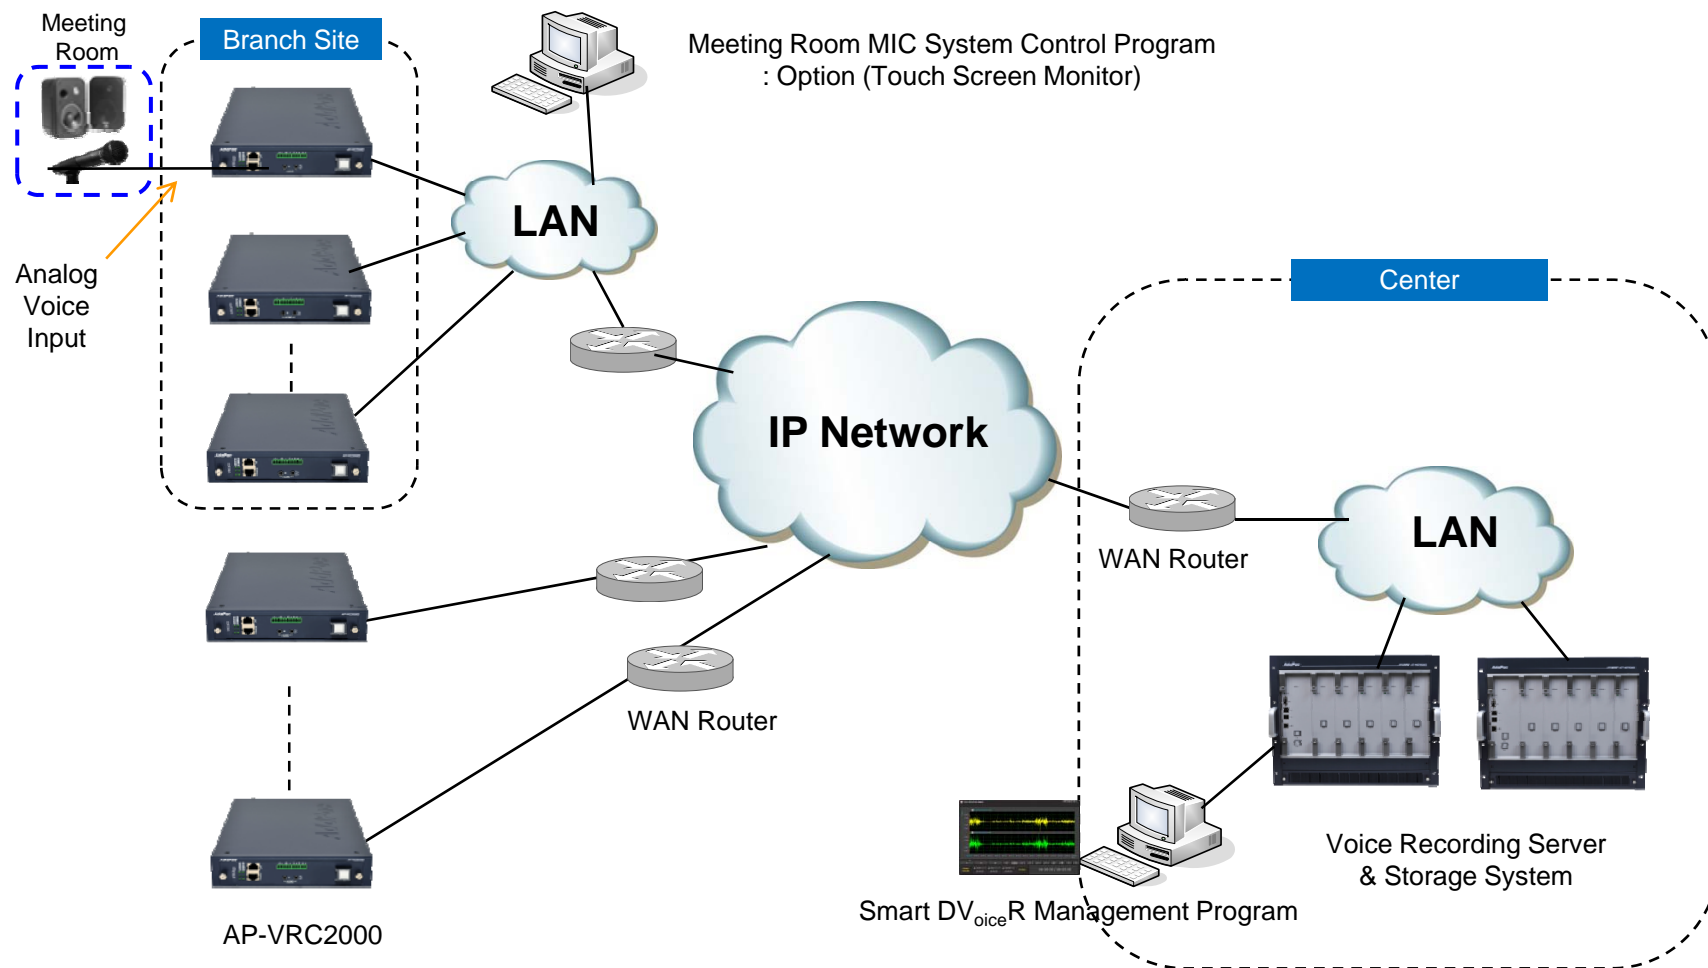 Meeting
Room
Branch Site
Meeting Room MIC System Control Program
: Option (Touch Screen Monitor)
LAN
Analog
Voice
Input
Center
IP Network
LAN
WAN Router
WAN Router
Voice Recording Server
& Storage System
Smart DVoiceR Management Program
AP-VRC2000